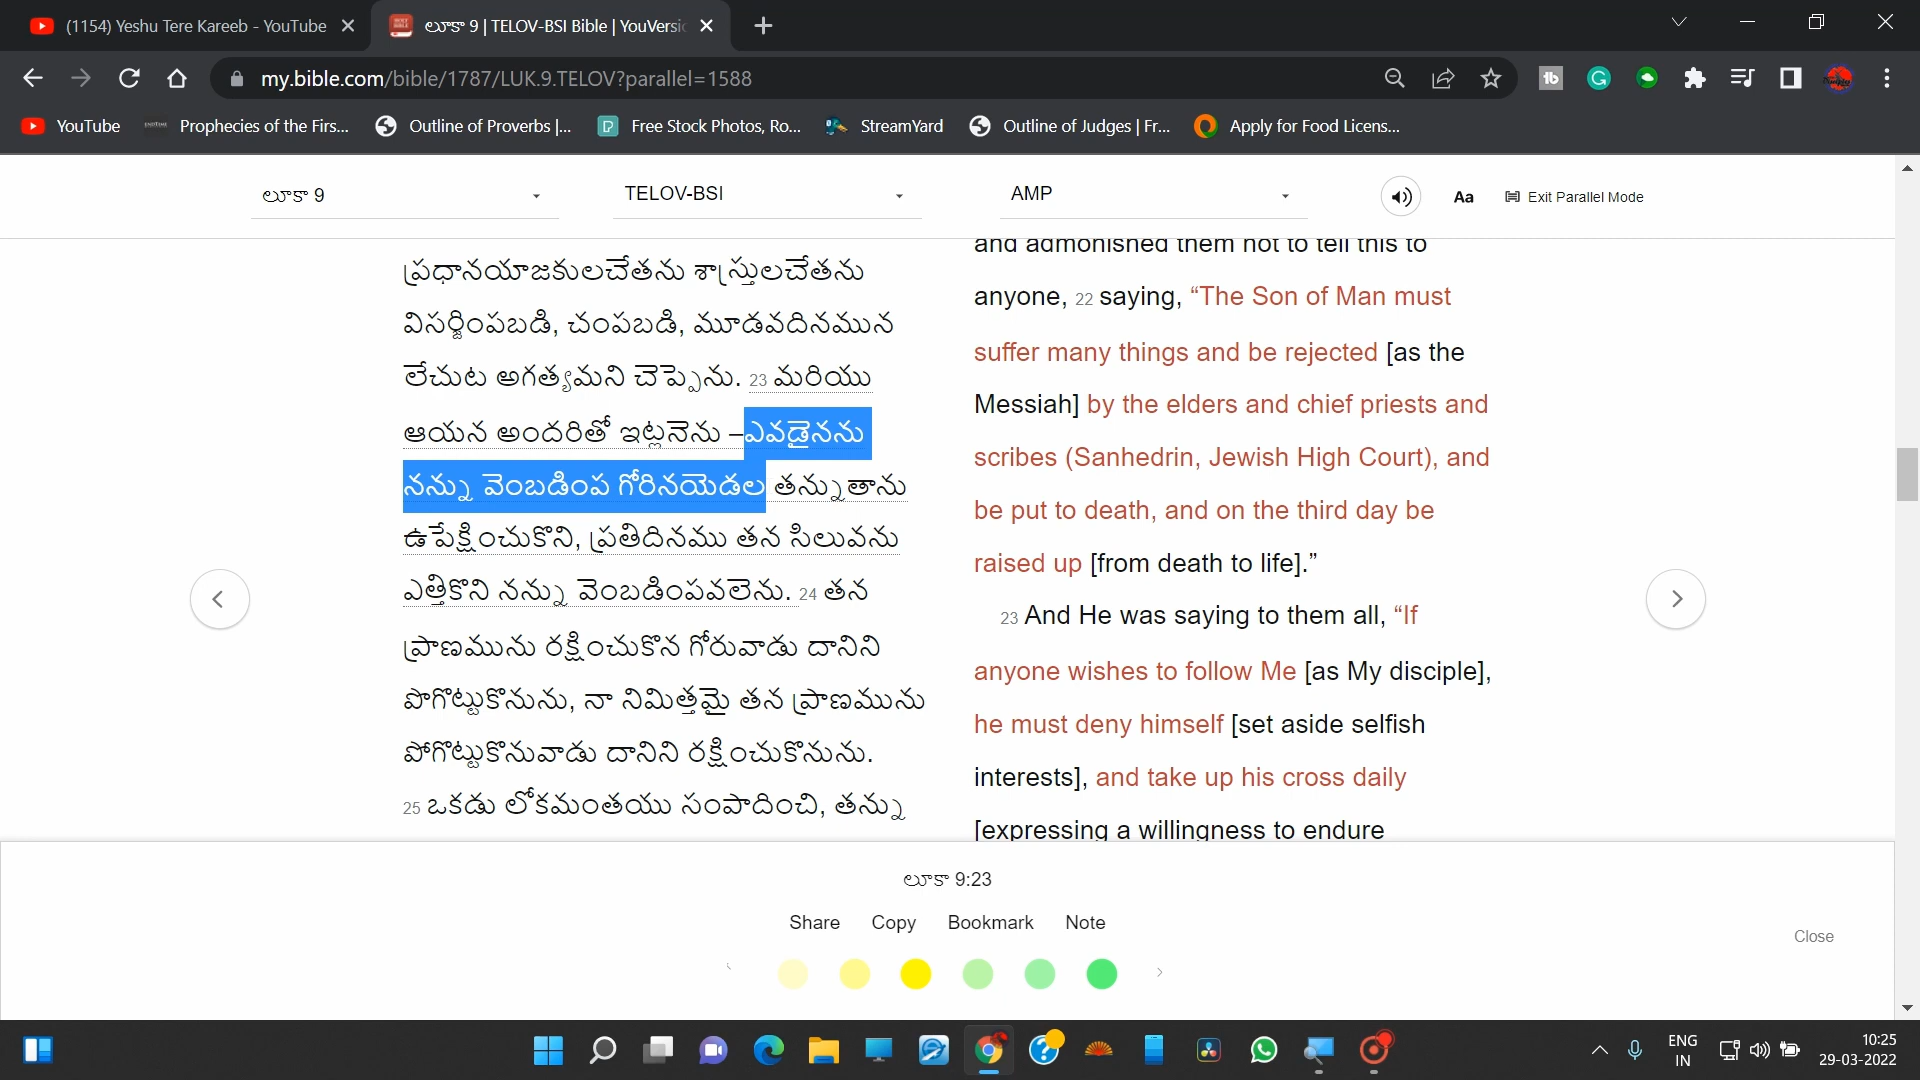 (1154) Yeshu Tere Kareeb - YouTube
లూకా 9 | TELOV-BSI Bible | YouVersi
my.bible.com/bible/1787/LUK.9.TELOV?parallel=1588
YouTube
Prophecies of the Firs...
Outline of Proverbs |...
Free Stock Photos, Ro...
StreamYard
Outline of Judges | Fr...
Apply for Food Licens...
లూకా 9
TELOV-BSI
AMP
Aa
Exit Parallel Mode
ప్రధానయాజకులచేతను శాస్త్రులచేతను
విసర్జింపబడి, చంపబడి, మూడవదినమున
లేచుట అగత్యమని చెప్పెను. 23 మరియు
ఆయన అందరితో ఇట్లనెను –ఎవడైనను
నన్ను వెంబడింప గోరినయెడల తన్నుతాను
ఉపేక్షించుకొని, ప్రతిదినము తన సిలువను
ఎత్తికొని నన్ను వెంబడింపవలెను. 24 తన
ప్రాణమును రక్షించుకొన గోరువాడు దానిని
పొగొట్టుకొనును, నా నిమిత్తమై తన ప్రాణమును
పోగొట్టుకొనువాడు దానిని రక్షించుకొనును.
25 ఒకడు లోకమంతయు సంపాదించి, తన్ను
and admonished them not to tell this to
anyone, 22 saying, “The Son of Man must
suffer many things and be rejected [as the
Messiah] by the elders and chief priests and
scribes (Sanhedrin, Jewish High Court), and
be put to death, and on the third day be
raised up [from death to life].”
23 And He was saying to them all, “If
anyone wishes to follow Me [as My disciple],
he must deny himself [set aside selfish
interests], and take up his cross daily
[expressing a willingness to endure
లూకా 9:23
Share Copy Bookmark Note
Close
ENG
IN
10:25
29-03-2022